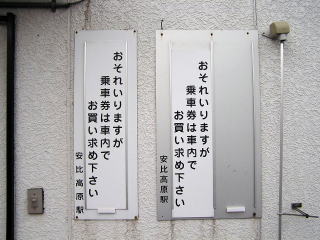 おそれいりますが
乗車券は車内で
お買い求め下さい
安比高原駅
おそれいりますが
乗車券は車内で
お買い求め下さい
安比高原駅